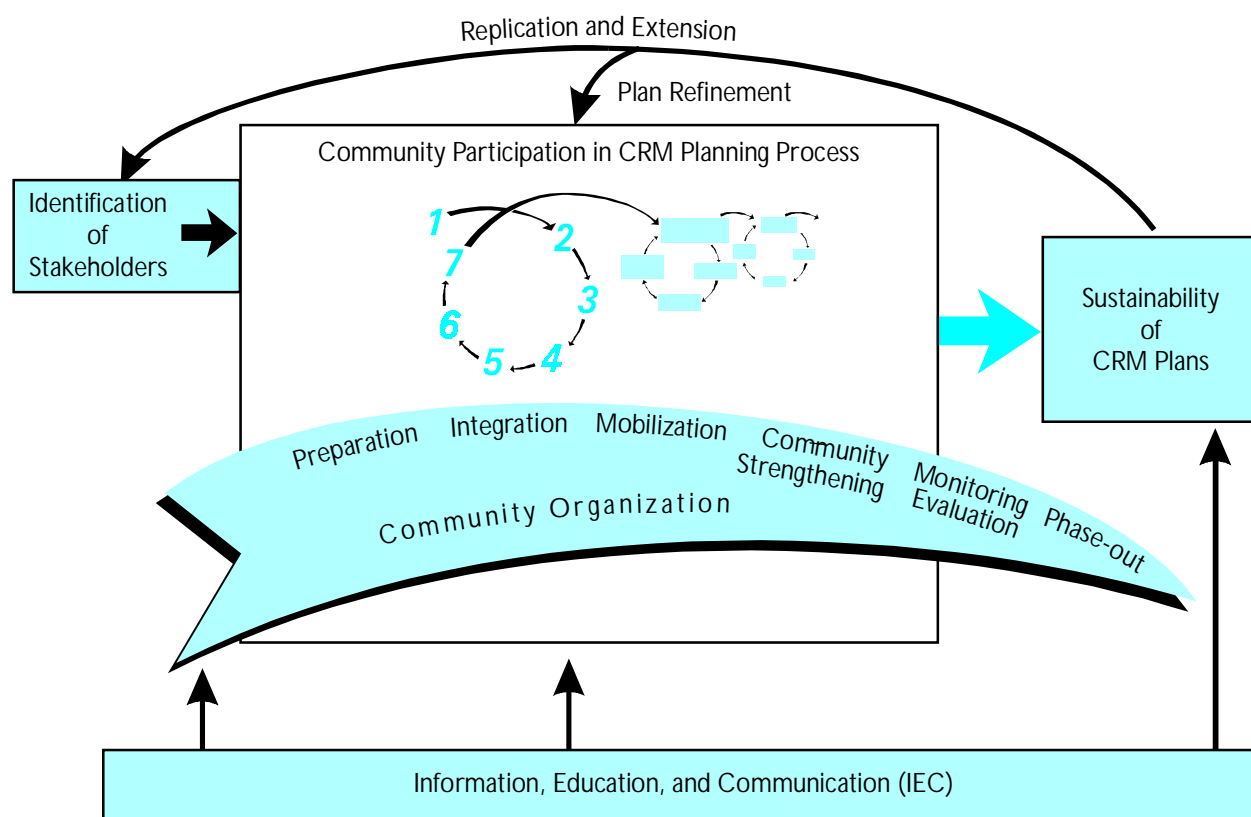 Replication and Extension
Plan Refinement
Community Participation in CRM Planning Process
Identification
of
Stakeholders
1
2
3
4
5
6
7
Sustainability
of
CRM Plans
Preparation
Integration
Mobilization
Community
Strengthening
Monitoring
Evaluation
Phase-out
Community Organization
Information, Education, and Communication (IEC)